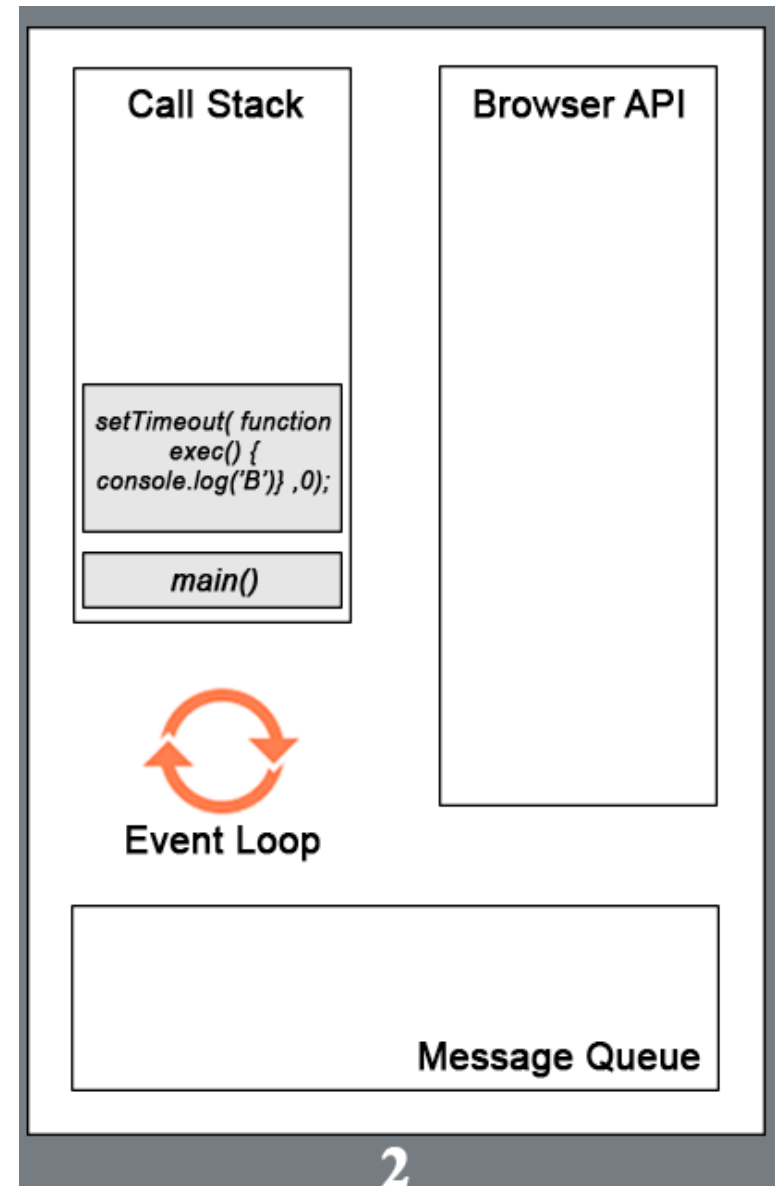 Call Stack
Browser API
setTimeout( function
exec() {
console.log('B')} ,0);
main()
Event Loop
Message Queue
2